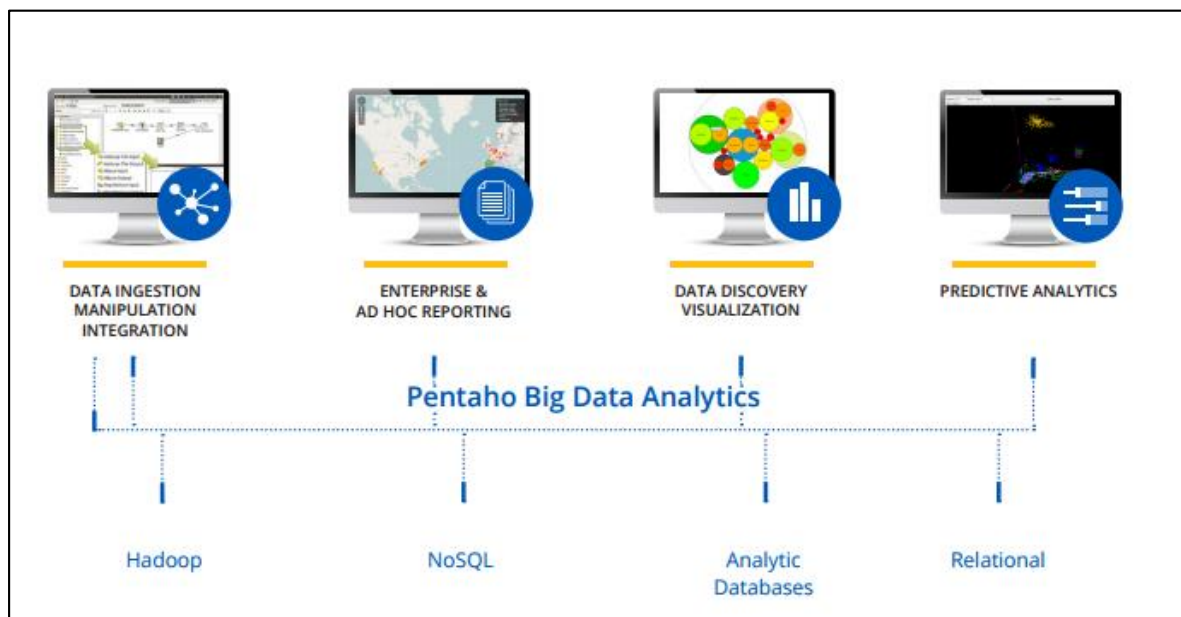 DATA INGESTION
MANIPULATION
INTEGRATION
ENTERPRISE &
AD HOC REPORTING
DATA DISCOVERY
VISUALIZATION
PREDICTIVE ANALYTICS
Pentaho Big Data Analytics
Hadoop
NoSQL
Analytic
Databases
Relational